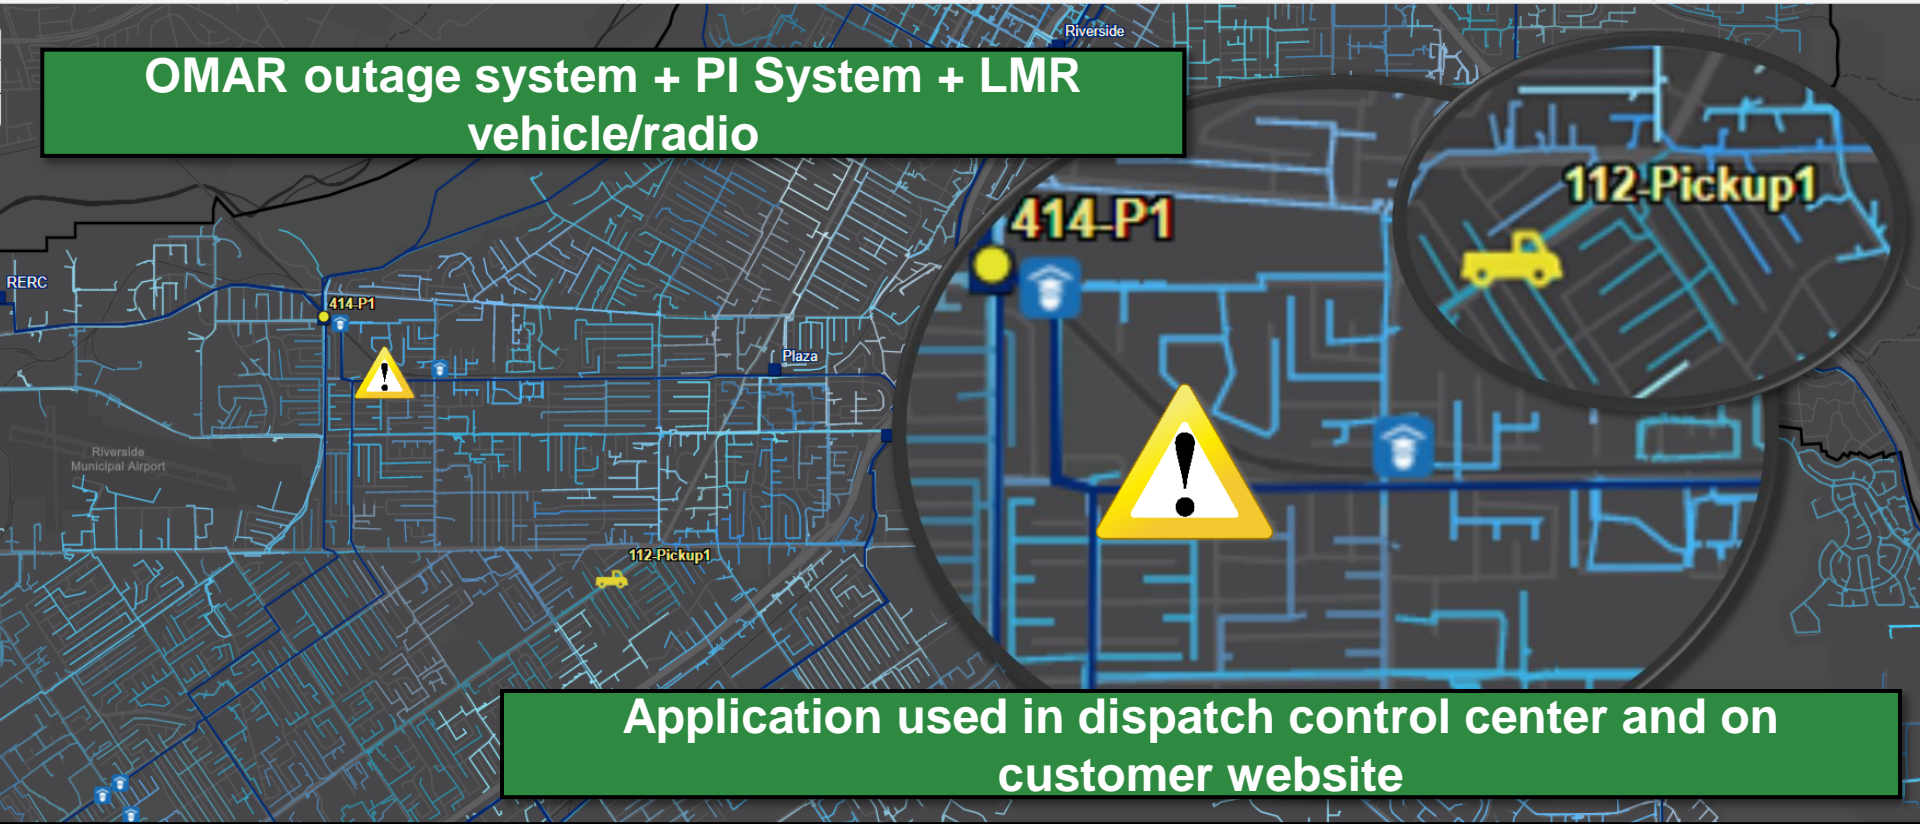 Riverside
OMAR outage system + PI System + LMR
vehicle/radio
112-Pickup1
414-P1
RERC
414-P1
Plaza
Riverside
Municipal Airport
112-Pickup1
Application used in dispatch control center and on
customer website